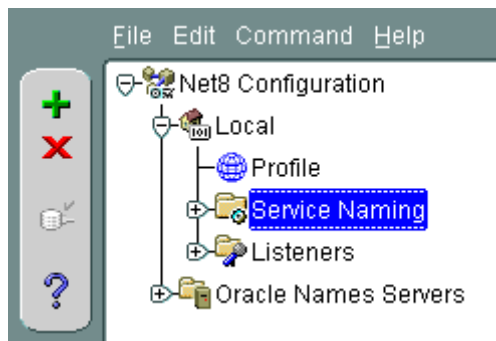 File Edit Command Help
Net8 Configuration
Local
Profile
Service Naming
Listeners
Oracle Names Servers